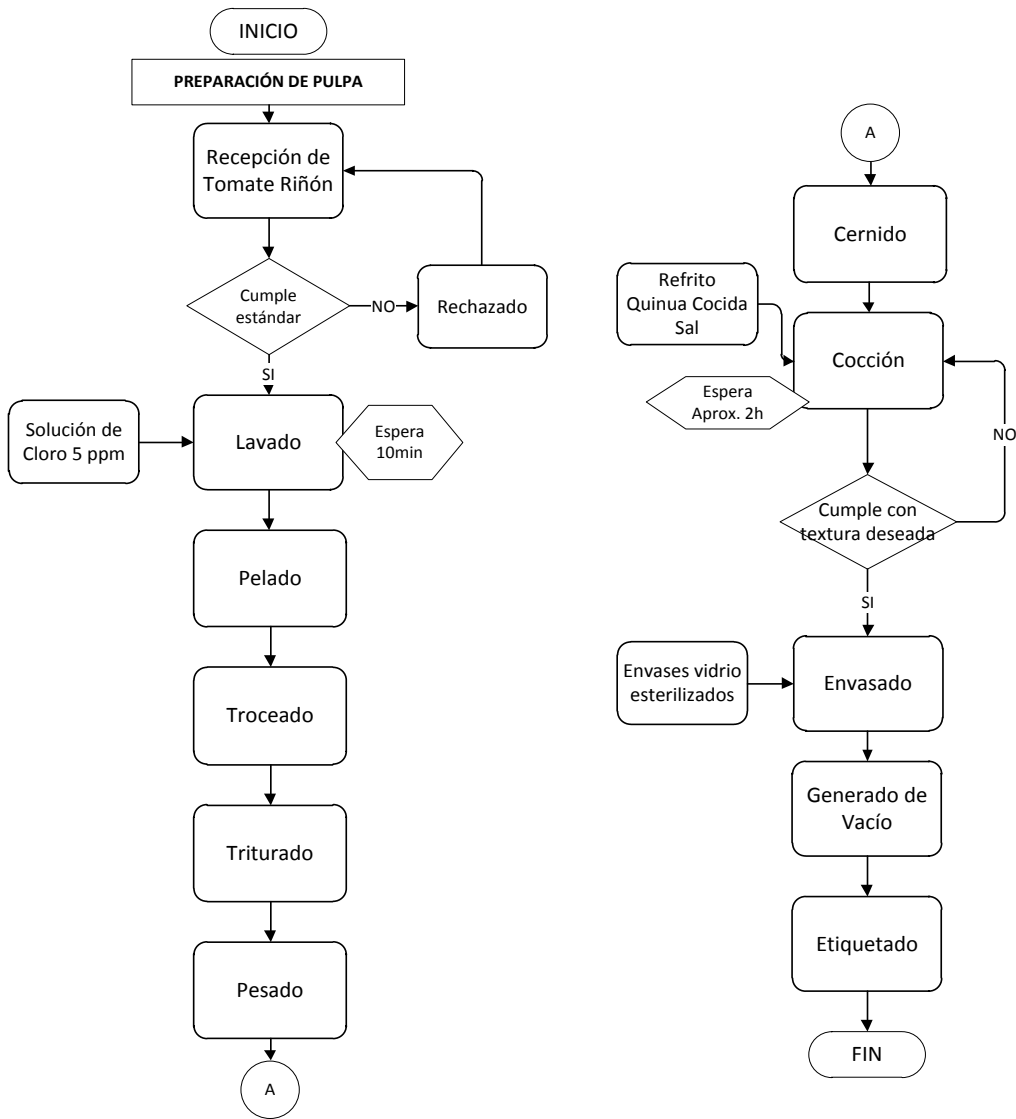 INICIO
PREPARACIÓN DE PULPA
Recepción de
Tomate Riñón
Cumple
estándar
NO
Rechazado
SI
Solución de
Cloro 5 ppm
Lavado
Espera
10min
Pelado
Troceado
Triturado
Pesado
A
A
Cernido
Refrito
Quinua Cocida
Sal
Cocción
Espera
Aprox. 2h
NO
Cumple con
textura deseada
SI
Envases vidrio
esterilizados
Envasado
Generado de
Vacío
Etiquetado
FIN